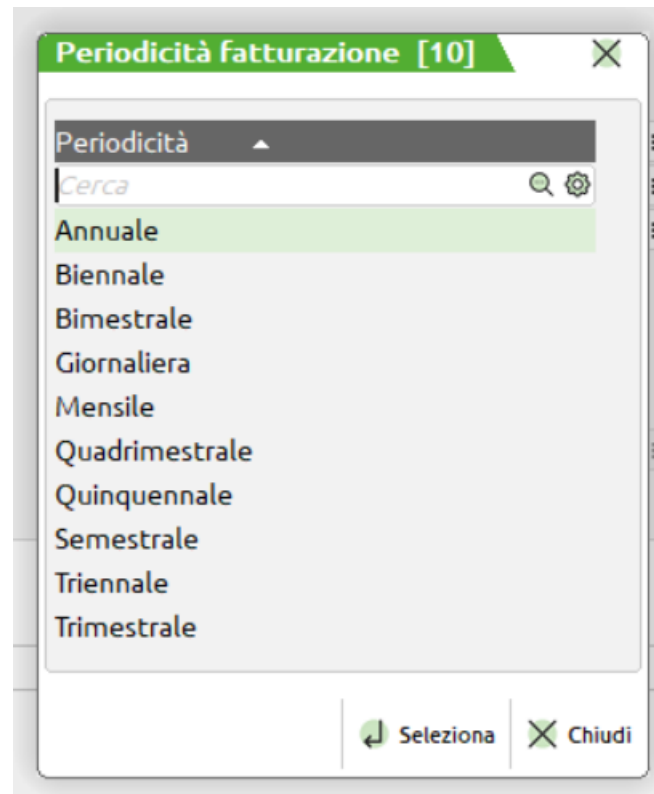 Periodicità fatturazione [10]
Periodicità
Cerca
Annuale
Biennale
Bimestrale
Giornaliera
Mensile
Quadrimestrale
Quinquennale
Semestrale
Triennale
Trimestrale
Seleziona Chiudi